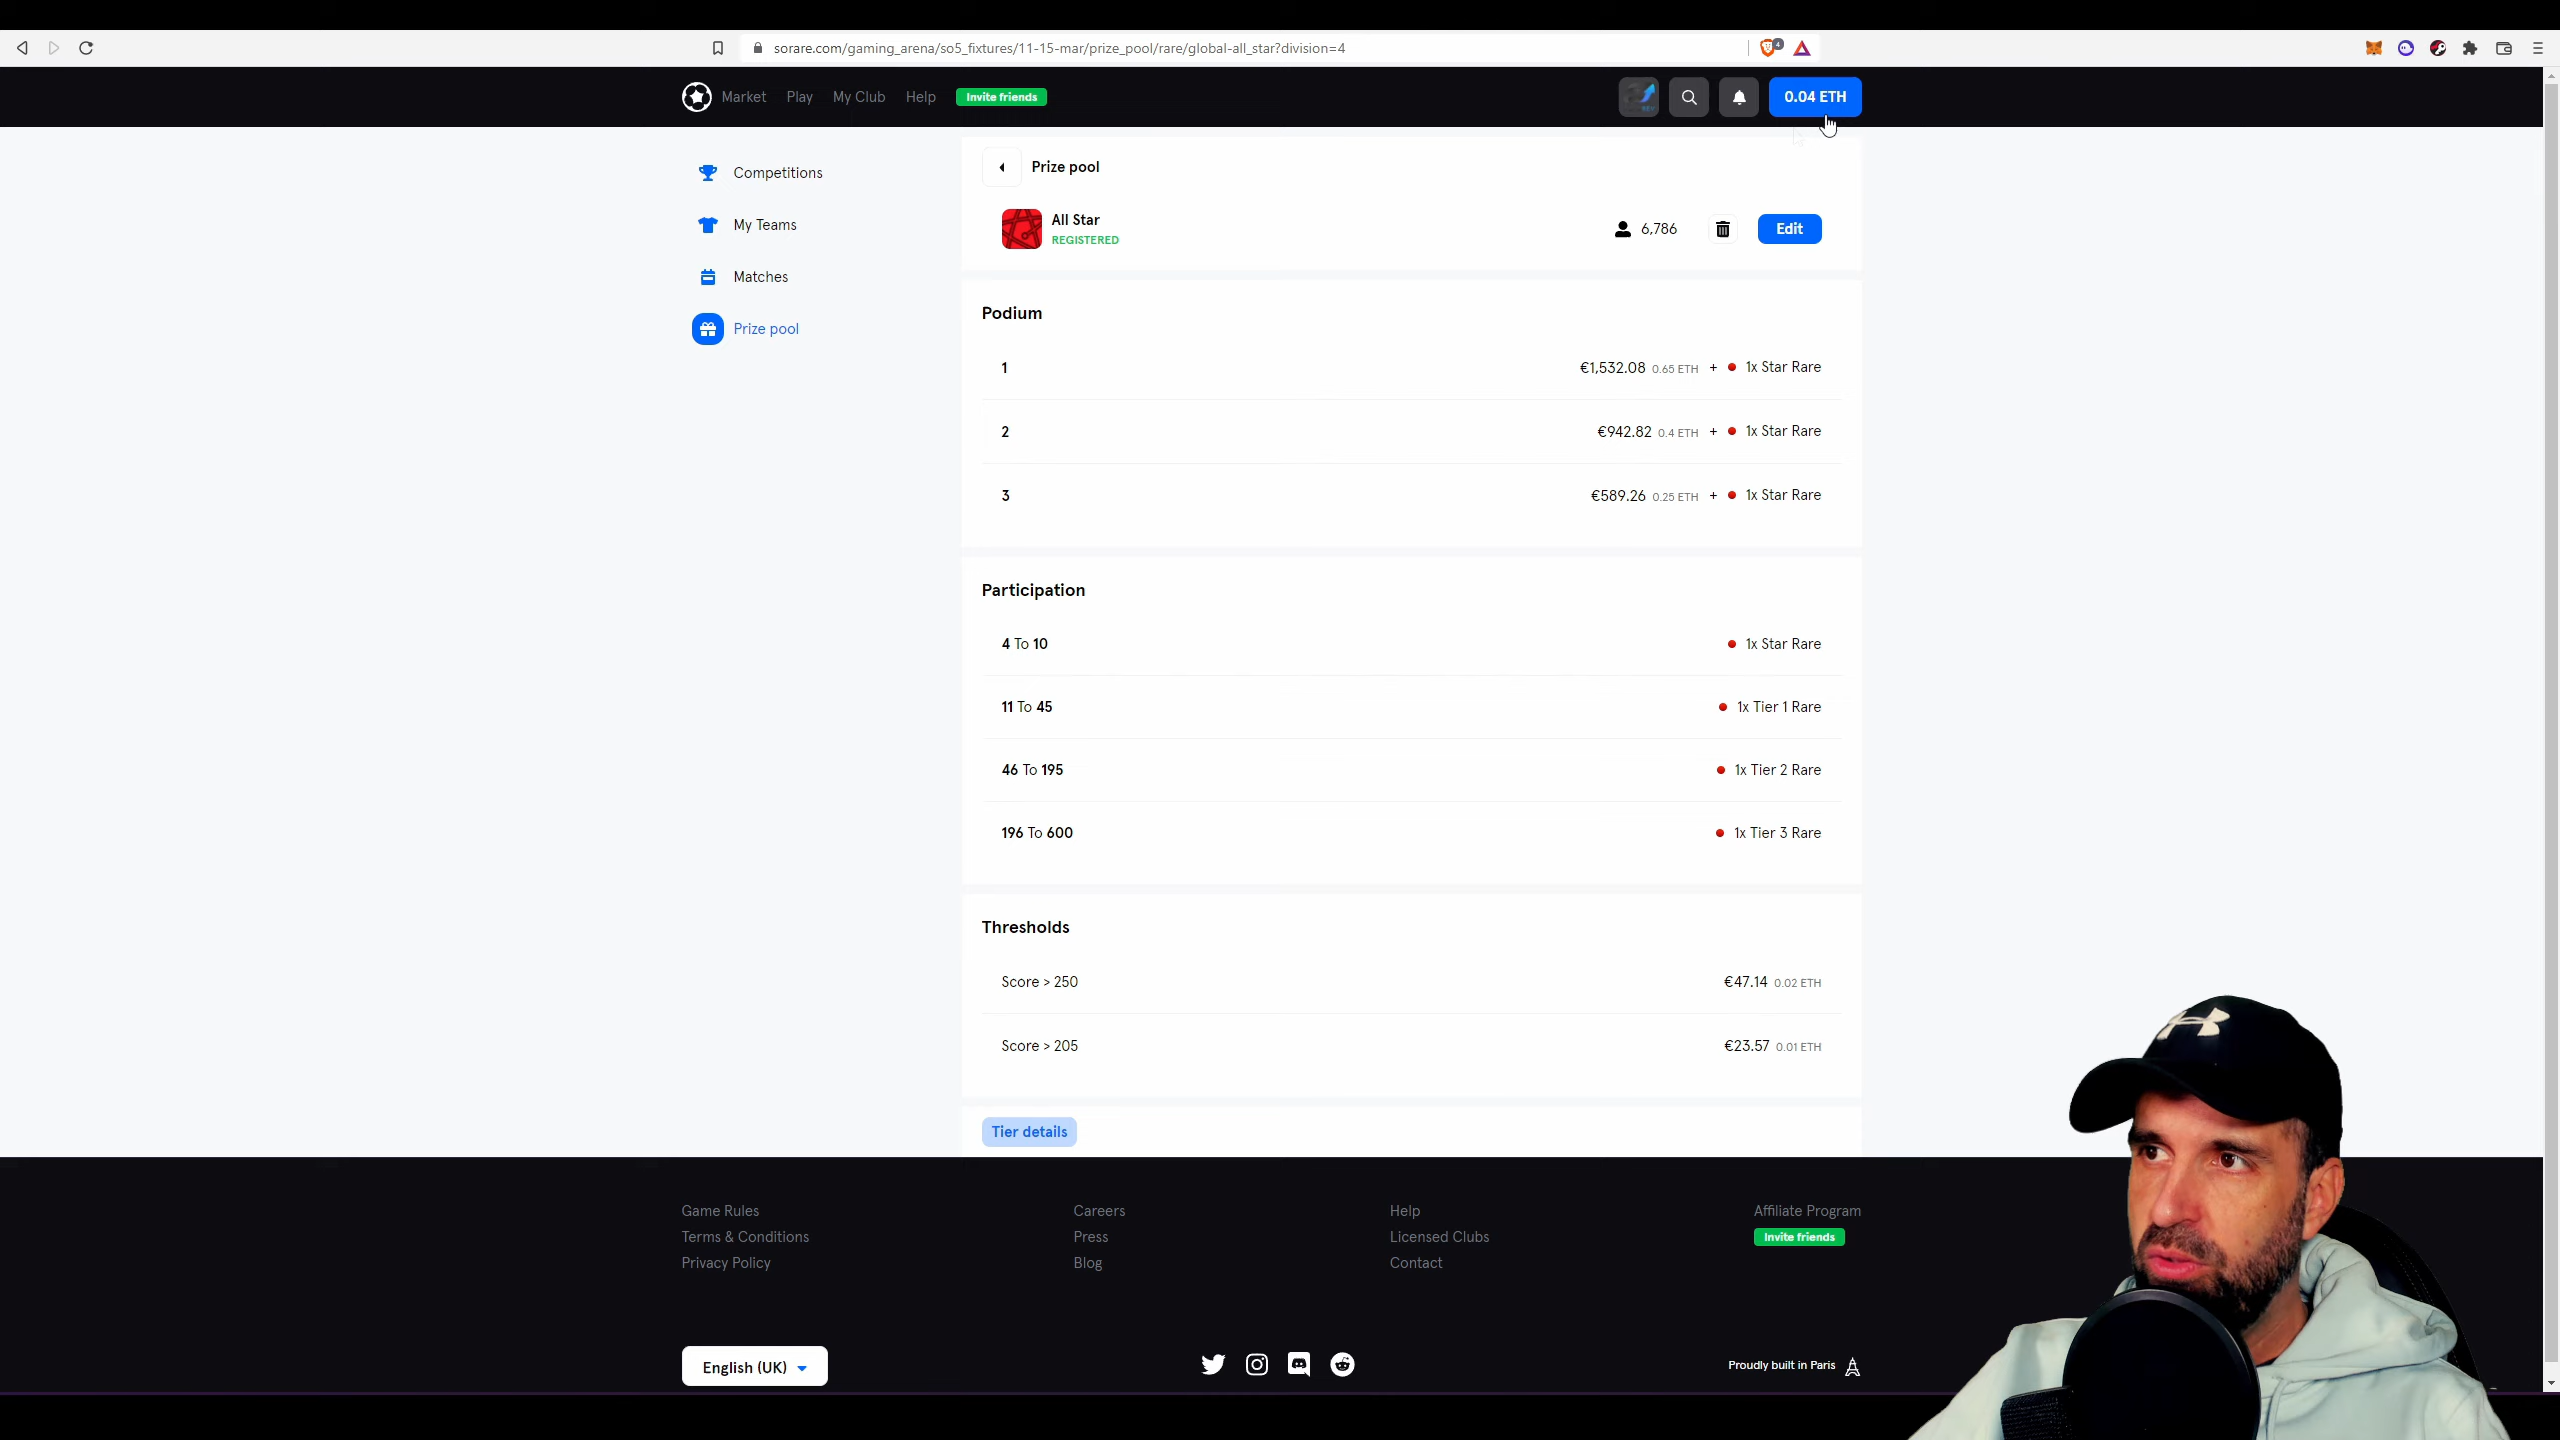 sorare.com/gaming_arena/so5_fixtures/11-15-mar/prize_pool/rare/global-all_star?division=4
4
Market Play My Club Help Invite friends
0.04 ETH
Competitions
My Teams
Matches
Prize pool
Prize pool
All Star
REGISTERED
6,786
Edit
Podium
1 €1,532.08 0.65 ETH + 1x Star Rare
2 €942.82 0.4 ETH + 1x Star Rare
3 €589.26 0.25 ETH + 1x Star Rare
Participation
4 To 10 1x Star Rare
11 To 45 1x Tier 1 Rare
46 To 195 1x Tier 2 Rare
196 To 600 1x Tier 3 Rare
Thresholds
Score > 250 €47.14 0.02 ETH
Score > 205 €23.57 0.01 ETH
Tier details
Game Rules Careers Help Affiliate Program
Terms & Conditions Press Licensed Clubs Invite friends
Privacy Policy Blog Contact
English (UK)
Proudly built in Paris